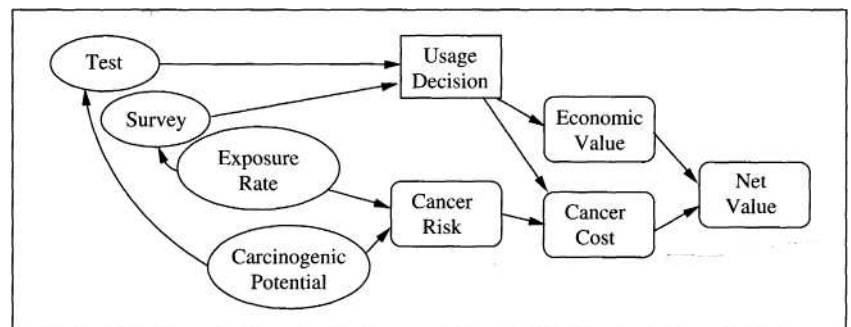 Test
Usage
Decision
Survey
Economic
Value
Exposure
Rate
Net
Value
Cancer
Risk
Cancer
Cost
Carcinogenic
Potential